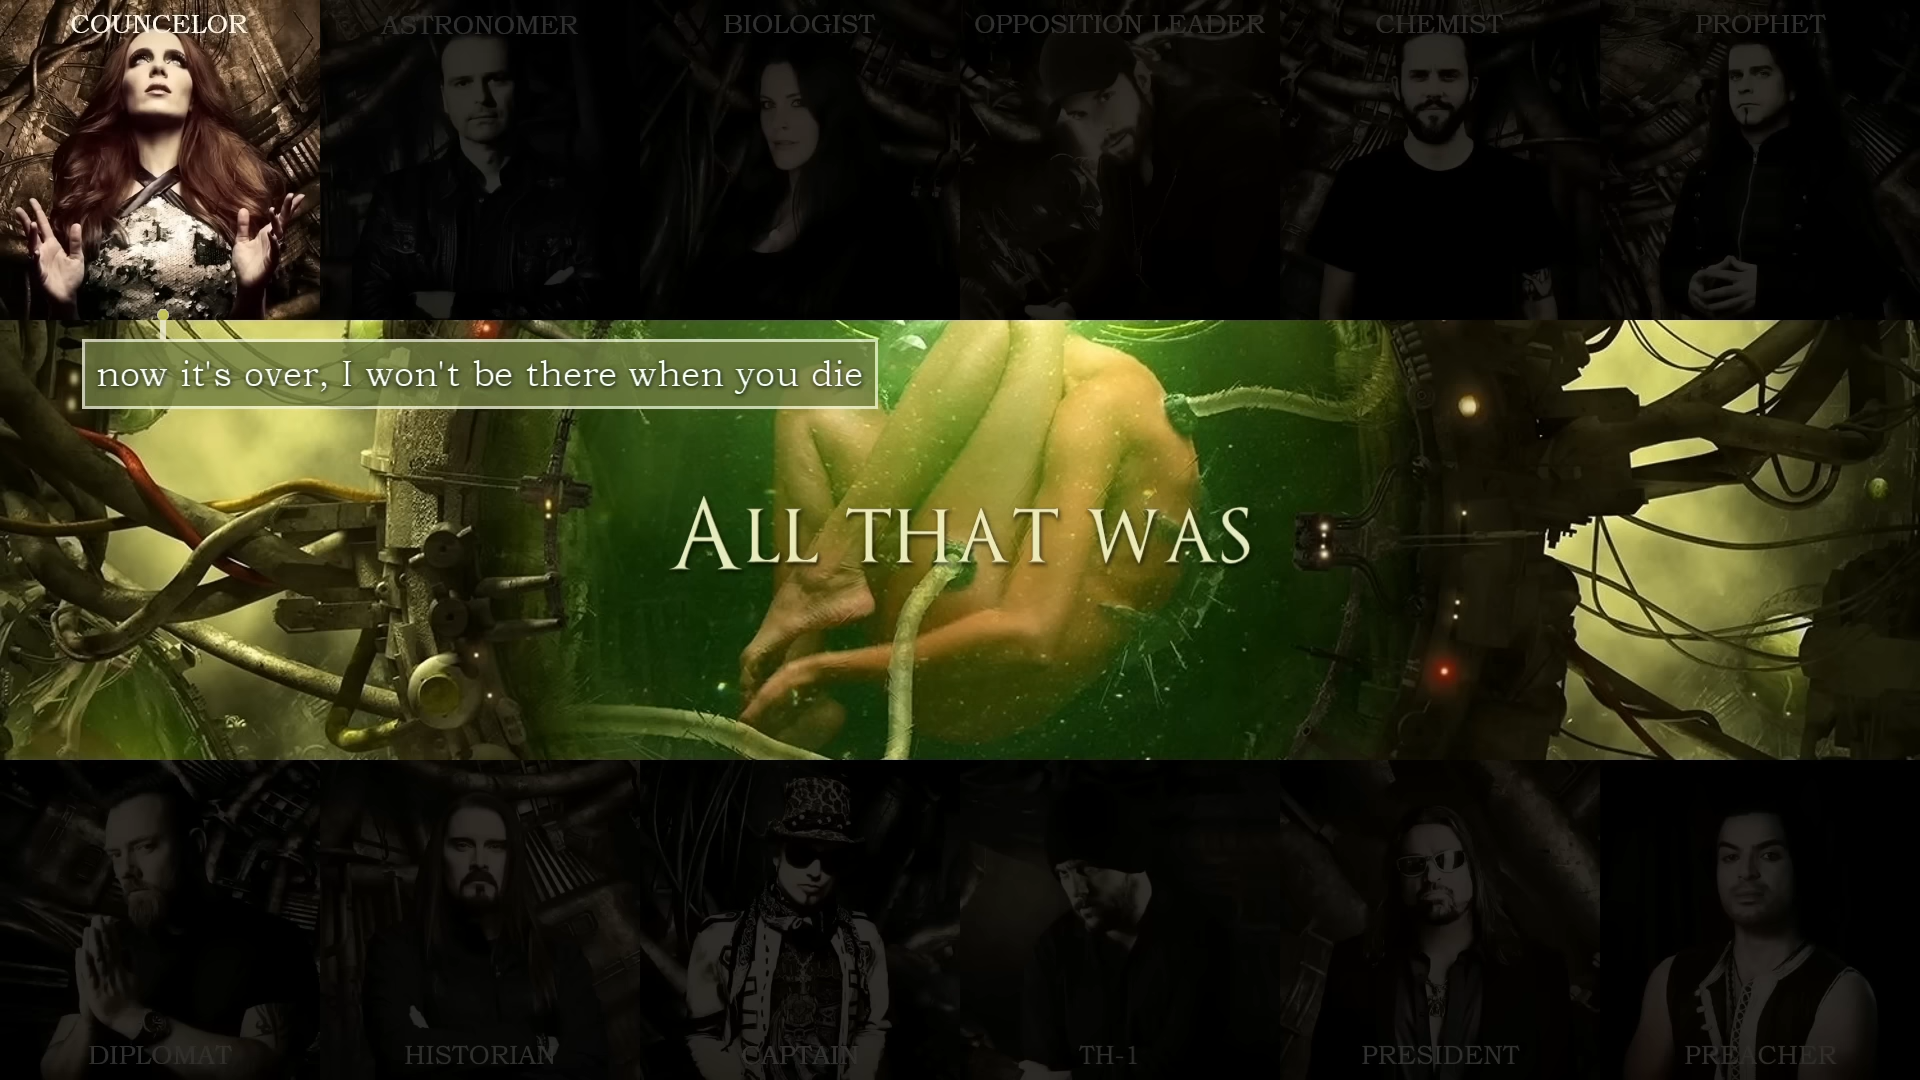 COUNCELOR
ASTRONOMER
BIOLOGIST
OPPOSITION LEADER
CHEMIST
PROPHET
now it's over, I won't be there when you die
ALL THAT WAS
DIPLOMAT
HISTORIAN
CAPTAIN
TH-1
PRESIDENT
PREACHER